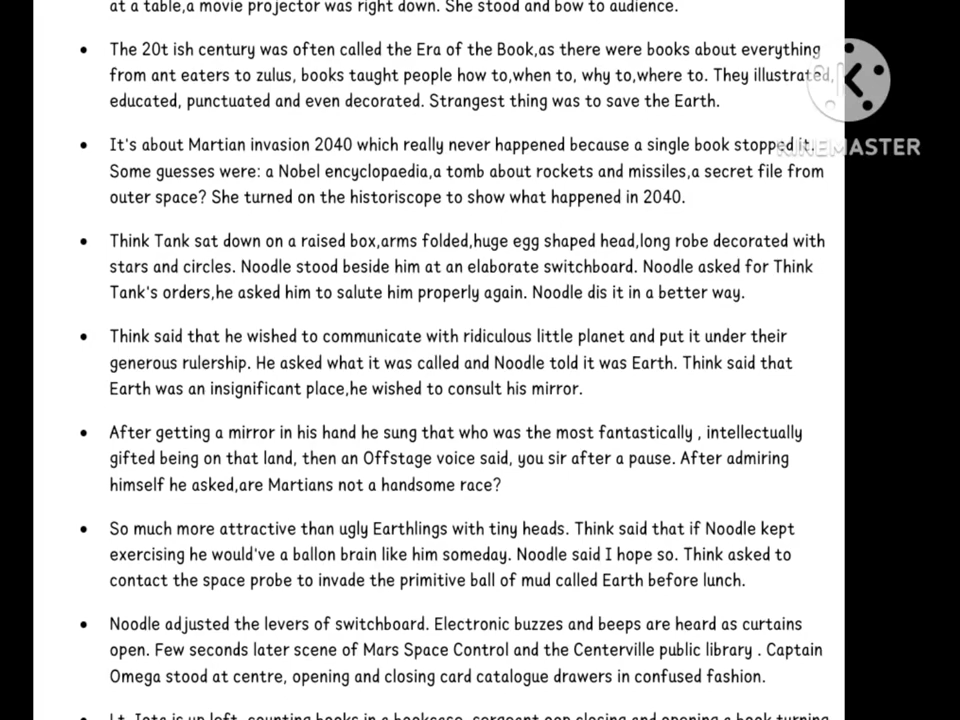 at a table,a movie projector was right down. She stood and bow to audience.
• The 20t ish century was often called the Era of the Book,as there were books about everything
from ant eaters to zulus, books taught people how to,when to, why to,where to. They illustrated,
educated, punctuated and even decorated. Strangest thing was to save the Earth.
• It's about Martian invasion 2040 which really never happened because a single book stopped it.
KINEMASTER
Some guesses were: a Nobel encyclopaedia,a tomb about rockets and missiles,a secret file from
outer space? She turned on the historiscope to show what happened in 2040.
• Think Tank sat down on a raised box,arms folded,huge egg shaped head,long robe decorated with
stars and circles. Noodle stood beside him at an elaborate switchboard. Noodle asked for Think
Tank's orders,he asked him to salute him properly again. Noodle dis it in a better way.
• Think said that he wished to communicate with ridiculous little planet and put it under their
generous rulership. He asked what it was called and Noodle told it was Earth. Think said that
Earth was an insignificant place,he wished to consult his mirror.
• After getting a mirror in his hand he sung that who was the most fantastically , intellectually
gifted being on that land, then an Offstage voice said, you sir after a pause. After admiring
himself he asked,are Martians not a handsome race?
• So much more attractive than ugly Earthlings with tiny heads. Think said that if Noodle kept
exercising he would've a ballon brain like him someday. Noodle said I hope so. Think asked to
contact the space probe to invade the primitive ball of mud called Earth before lunch.
• Noodle adjusted the levers of switchboard. Electronic buzzes and beeps are heard as curtains
open. Few seconds later scene of Mars Space Control and the Centerville public library . Captain
Omega stood at centre, opening and closing card catalogue drawers in confused fashion.
• Lt. Iota is up left, counting books in a bookcase, sergeant oop closing and opening a book turning